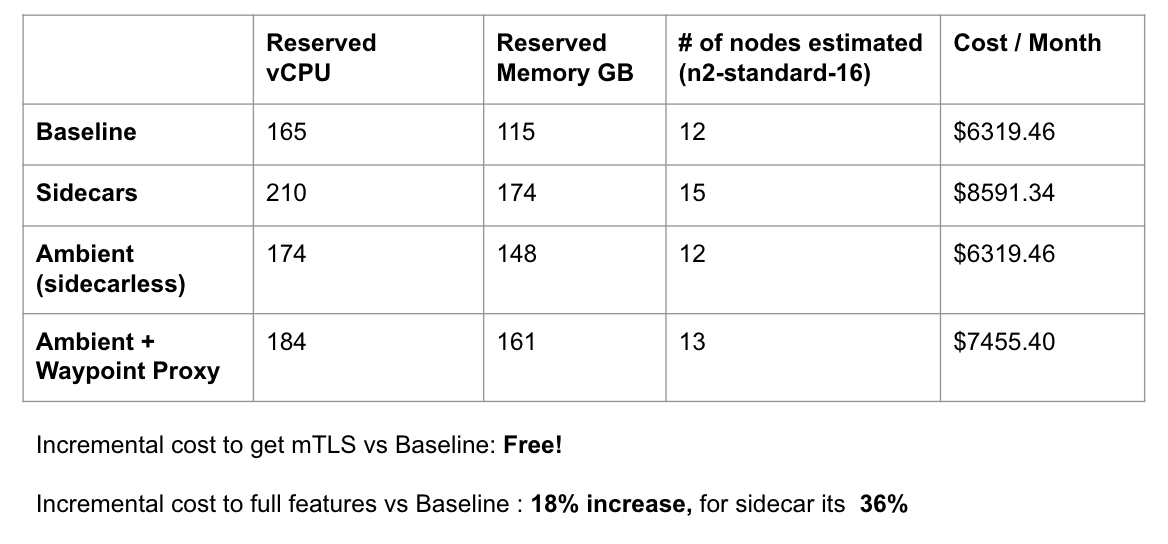 Reserved vCPU | Reserved Memory GB | # of nodes estimated (n2-standard-16) | Cost / Month
Baseline | 165 | 115 | 12 | $6319.46
Sidecars | 210 | 174 | 15 | $8591.34
Ambient (sidecarless) | 174 | 148 | 12 | $6319.46
Ambient + Waypoint Proxy | 184 | 161 | 13 | $7455.40
Incremental cost to get mTLS vs Baseline: Free!
Incremental cost to full features vs Baseline : 18% increase, for sidecar its 36%